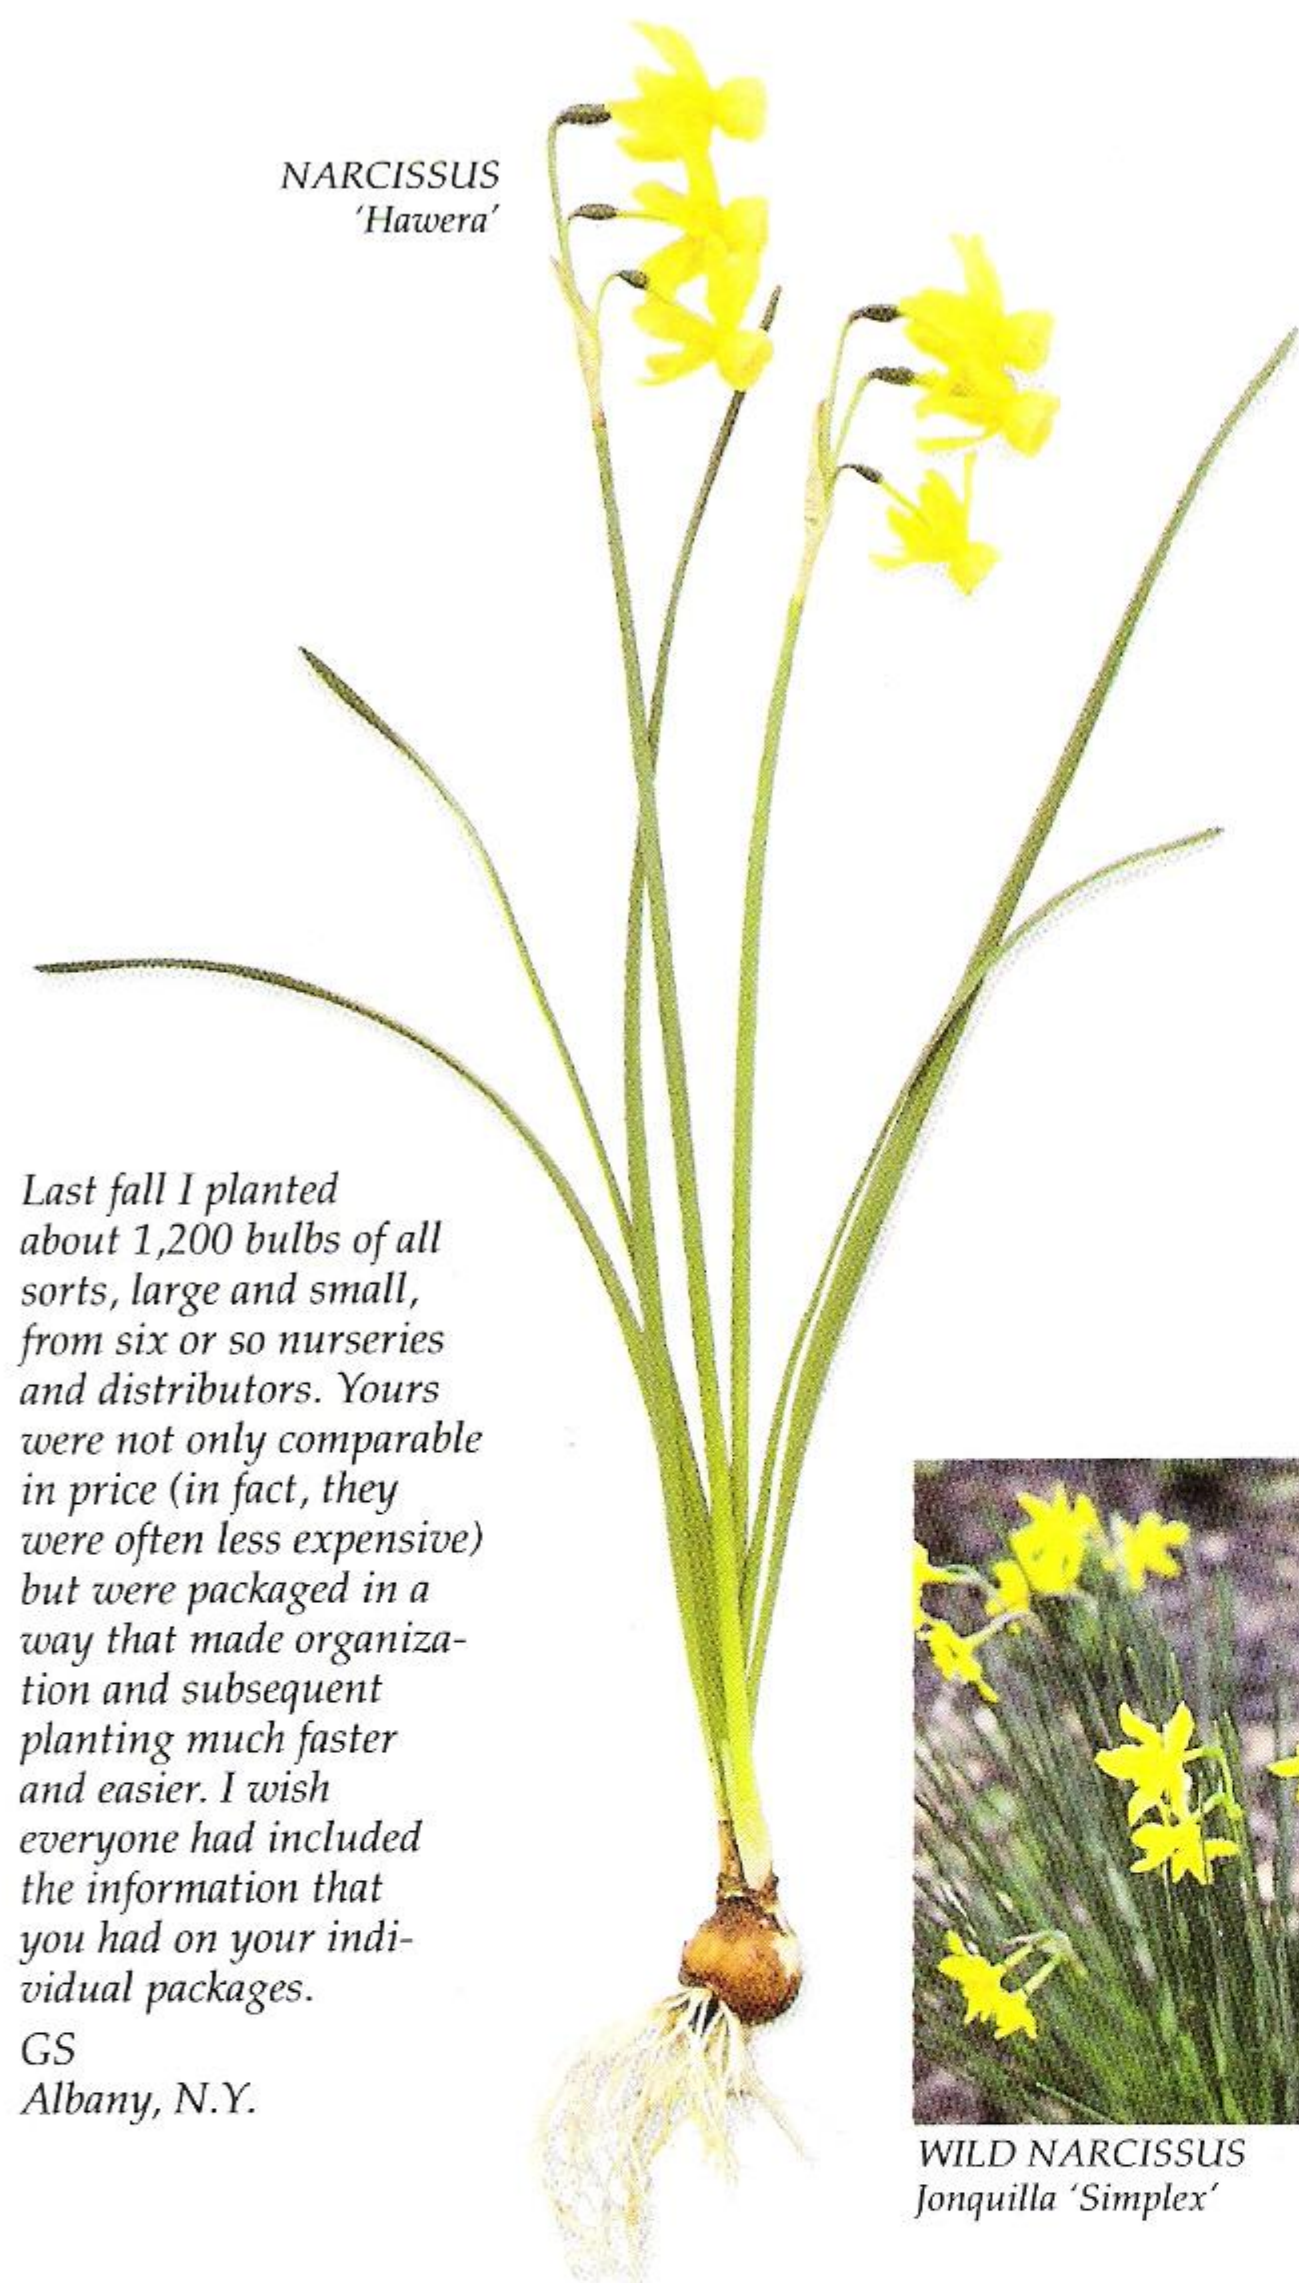 NARCISSUS
‘Hawera’
Last fall I planted
about 1,200 bulbs of all
sorts, large and small,
from six or so nurseries
and distributors. Yours
were not only comparable
in price (in fact, they
were often less expensive)
but were packaged in a
way that made organiza-
tion and subsequent
planting much faster
and easier. I wish
everyone had included
the information that
you had on your indi-
vidual packages.
GS
Albany, N.Y.
WILD NARCISSUS
Jonquilla ‘Simplex’